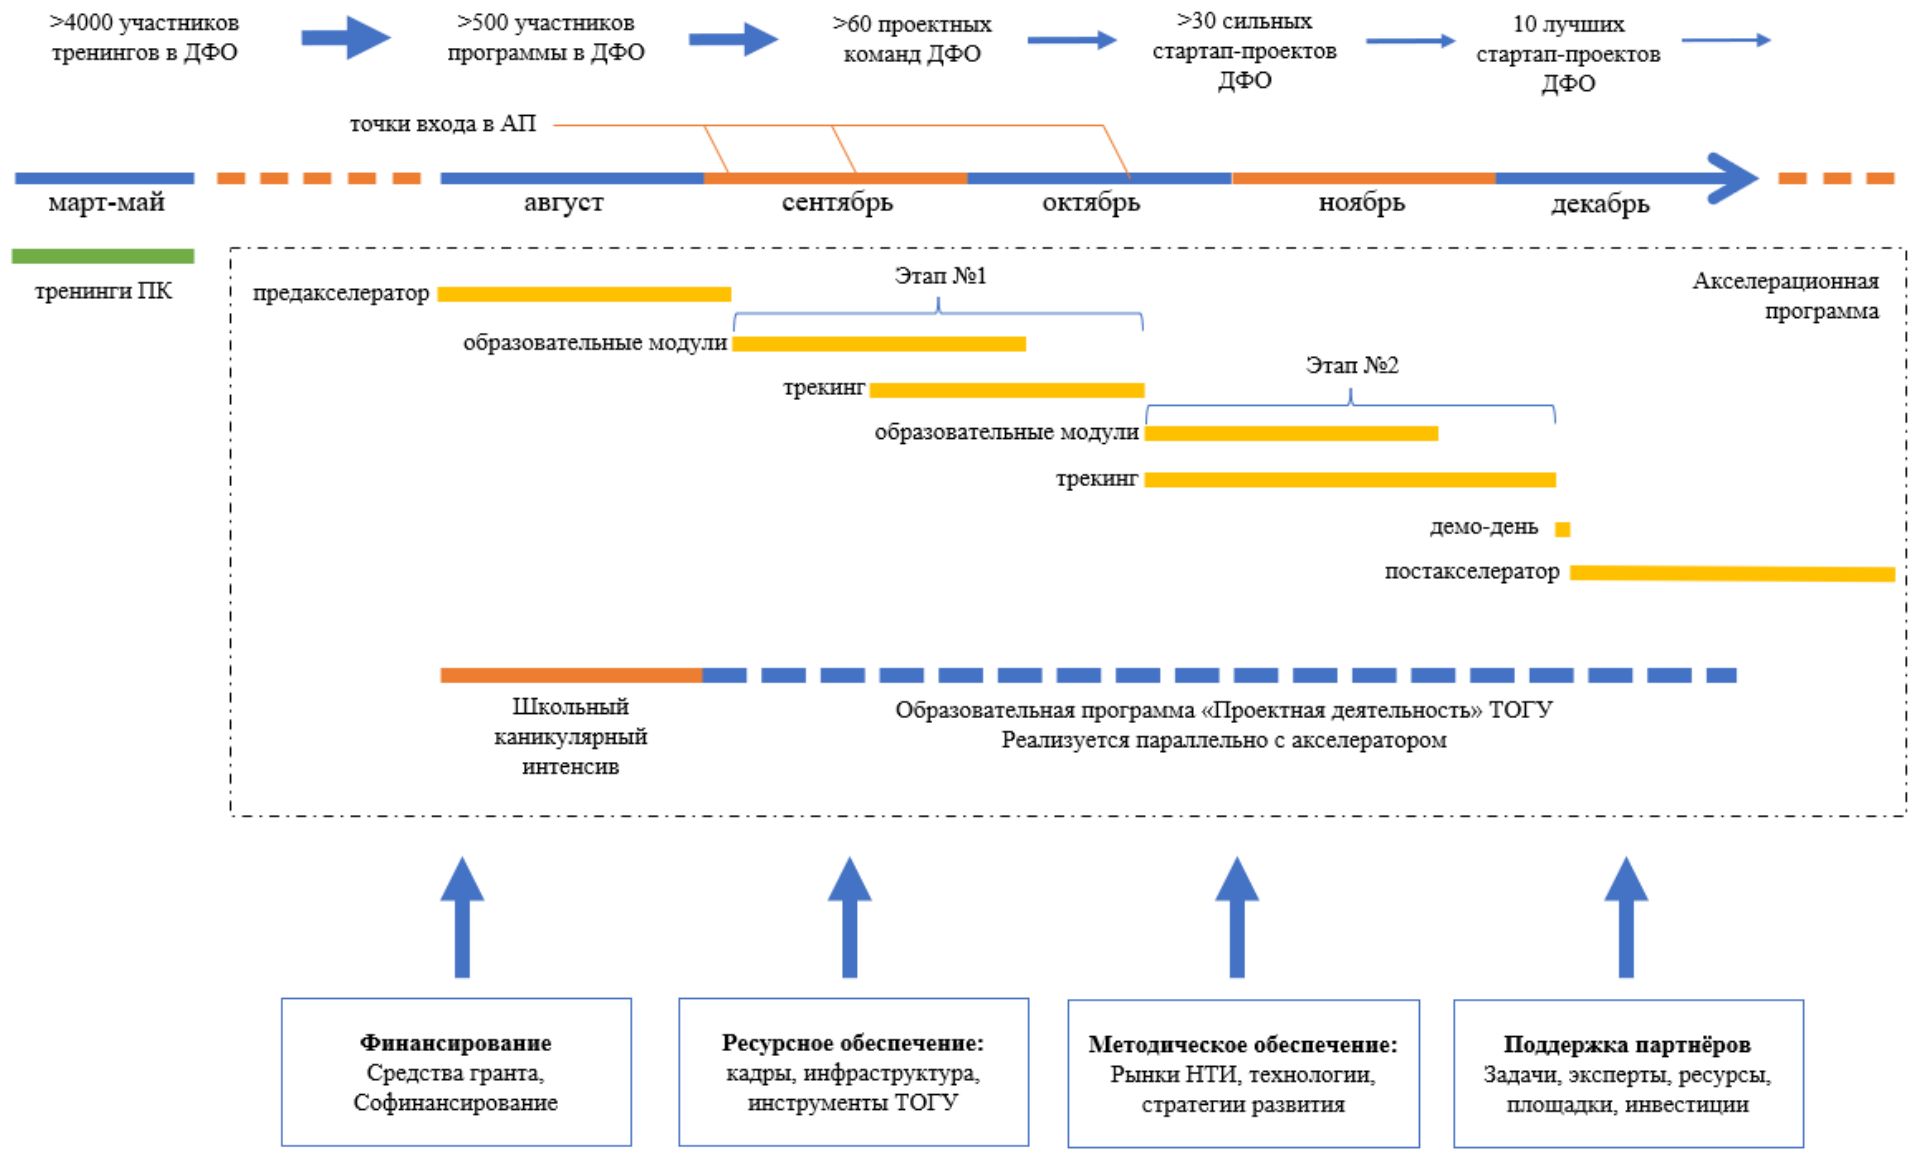 >4000 участников
тренингов в ДФО
>500 участников
программы в ДФО
>60 проектных
команд ДФО
>30 сильных
стартап-проектов
ДФО
10 лучших
стартап-проектов
ДФО
точки входа в АП
март-май
август
сентябрь
октябрь
ноябрь
декабрь
тренинги ПК
Акселерационная
программа
предакселератор
Этап №1
образовательные модули
трекинг
Этап №2
образовательные модули
трекинг
демо-день
постакселератор
Школьный
каникулярный
интенсив
Образовательная программа «Проектная деятельность» ТОГУ
Реализуется параллельно с акселератором
Финансирование
Средства гранта,
Софинансирование
Ресурсное обеспечение:
кадры, инфраструктура,
инструменты ТОГУ
Методическое обеспечение:
Рынки НТИ, технологии,
стратегии развития
Поддержка партнёров
Задачи, эксперты, ресурсы,
площадки, инвестиции